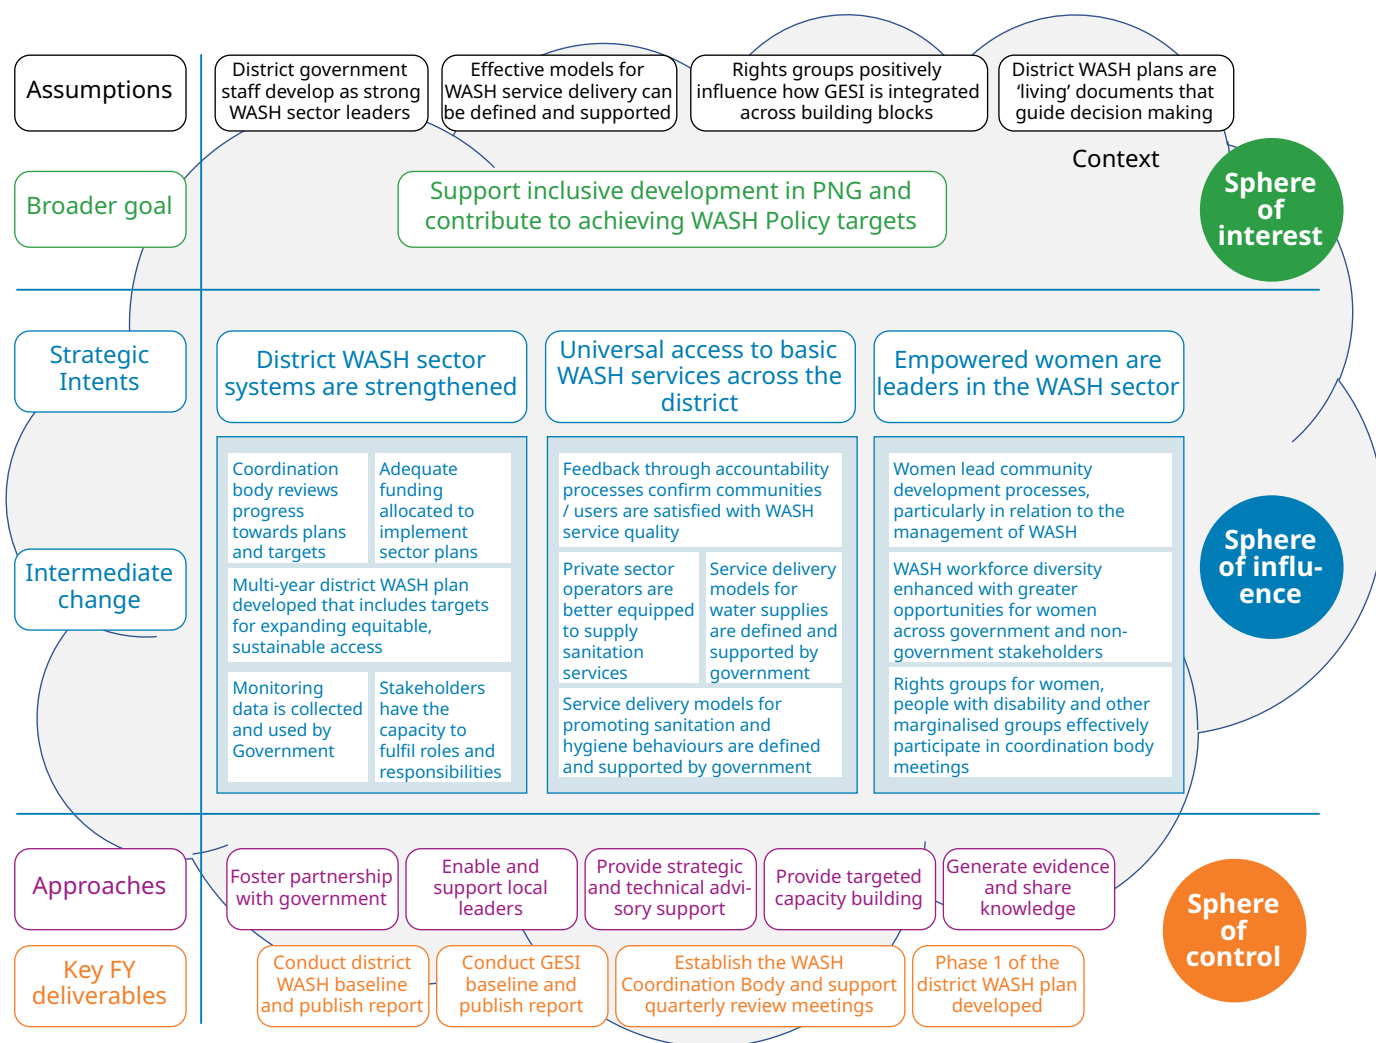 Assumptions
District government
staff develop as strong
WASH sector leaders
Effective models for
WASH service delivery can
be defined and supported
Rights groups positively
influence how GESI is integrated
across building blocks
District WASH plans are
‘living’ documents that
guide decision making
Context
Broader goal
Support inclusive development in PNG and
contribute to achieving WASH Policy targets
Sphere
of
interest
Strategic
Intents
District WASH sector
systems are strengthened
Universal access to basic
WASH services across the
district
Empowered women are
leaders in the WASH sector
Intermediate
change
Coordination
body reviews
progress
towards plans
and targets
Adequate
funding
allocated to
implement
sector plans
Multi-year district WASH plan
developed that includes targets
for expanding equitable,
sustainable access
Monitoring
data is collected
and used by
Government
Stakeholders
have the
capacity to
fulfil roles and
responsibilities
Feedback through accountability
processes confirm communities
/ users are satisfied with WASH
service quality
Private sector
operators are
better equipped
to supply
sanitation
services
Service delivery
models for
water supplies
are defined and
supported by
government
Service delivery models for
promoting sanitation and
hygiene behaviours are defined
and supported by government
Women lead community
development processes,
particularly in relation to the
management of WASH
WASH workforce diversity
enhanced with greater
opportunities for women
across government and non-
government stakeholders
Rights groups for women,
people with disability and other
marginalised groups effectively
participate in coordination body
meetings
Sphere
of influ-
ence
Approaches
Foster partnership
with government
Enable and
support local
leaders
Provide strategic
and technical advi-
sory support
Provide targeted
capacity building
Generate evidence
and share
knowledge
Sphere
of
control
Key FY
deliverables
Conduct district
WASH baseline
and publish report
Conduct GESI
baseline and
publish report
Establish the WASH
Coordination Body and support
quarterly review meetings
Phase 1 of the
district WASH plan
developed